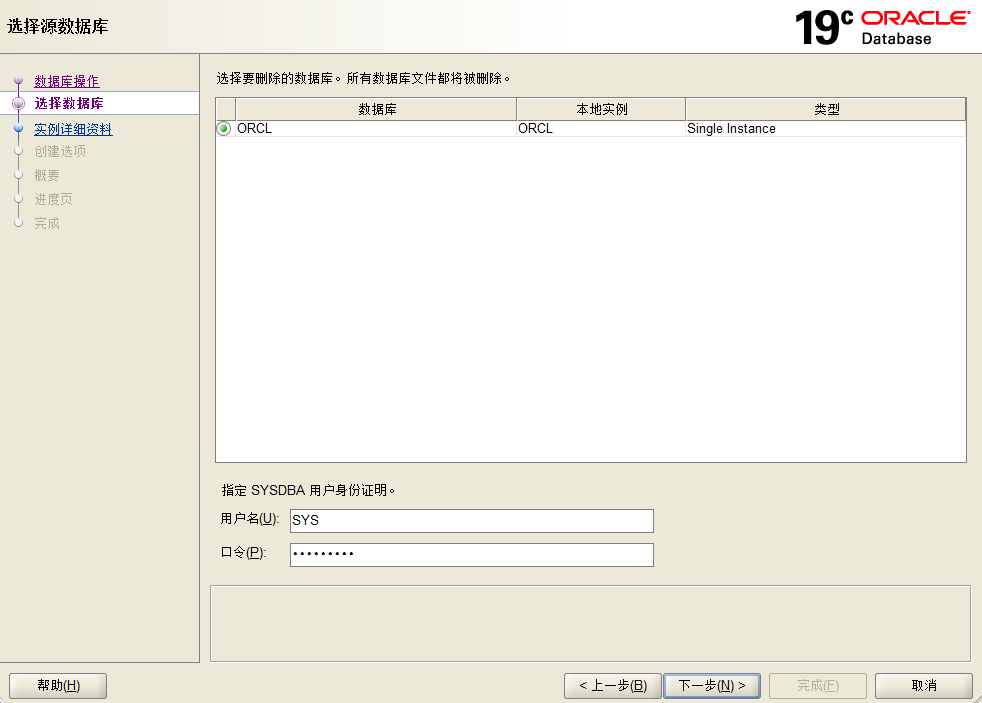 选择源数据库
19c ORACLE
Database
数据库操作
选择数据库
实例详细资料
创建选项
概要
进度页
完成
选择要删除的数据库。所有数据库文件都将被删除。
数据库 本地实例 类型
ORCL ORCL Single Instance
指定 SYSDBA 用户身份证明。
用户名(U): SYS
口令(P): •••••••••
帮助(H) < 上一步(B) 下一步(N) > 完成(F) 取消